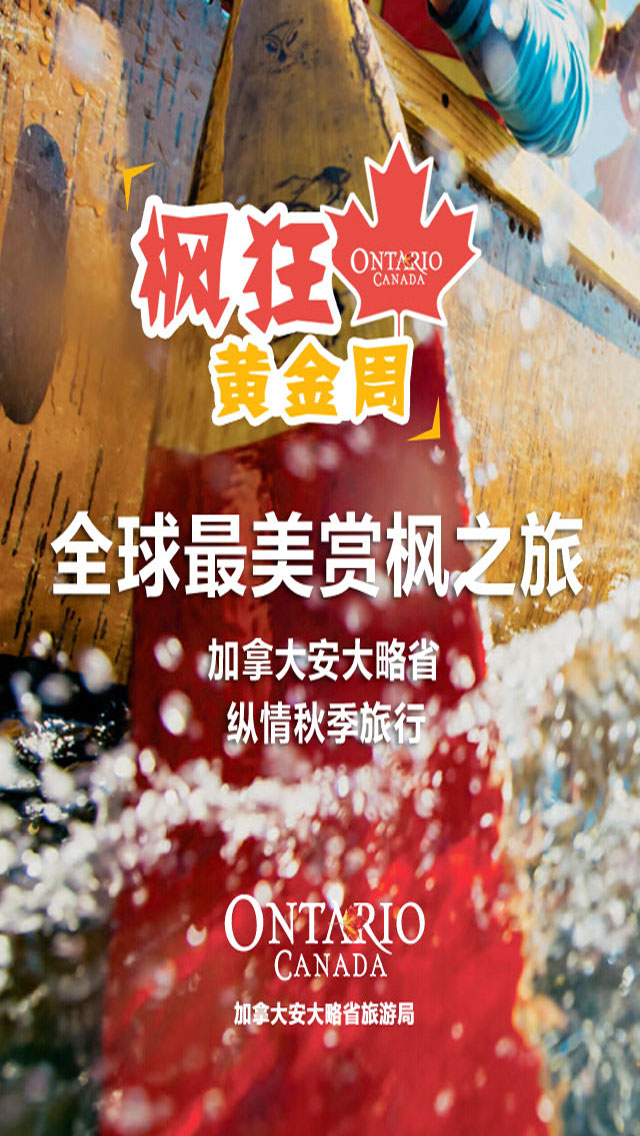 枫狂
ONTARIO
CANADA
黄金周
全球最美赏枫之旅
加拿大安大略省
纵情秋季旅行
ONTARIO
CANADA
加拿大安大略省旅游局